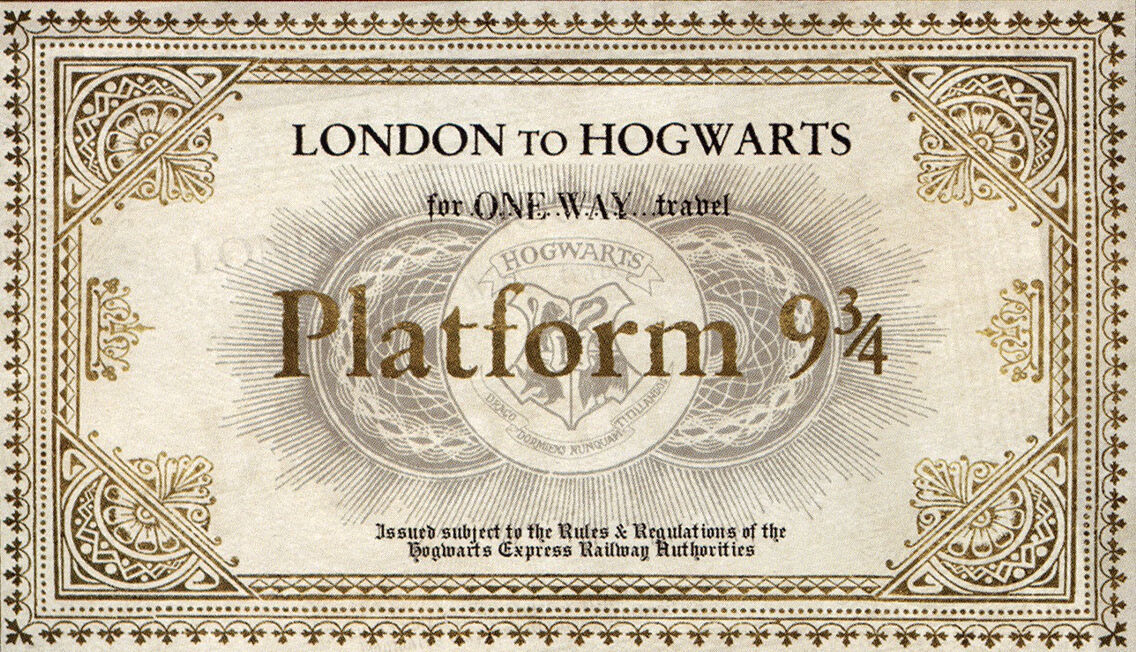 LONDON TO HOGWARTS
for ONE WAY travel
HOGWARTS
Platform 9¾
DRACO DORMIENS NUNQUAM TITILLANDUS
Issued subject to the Rules & Regulations of the
Hogwarts Express Railway Authorities